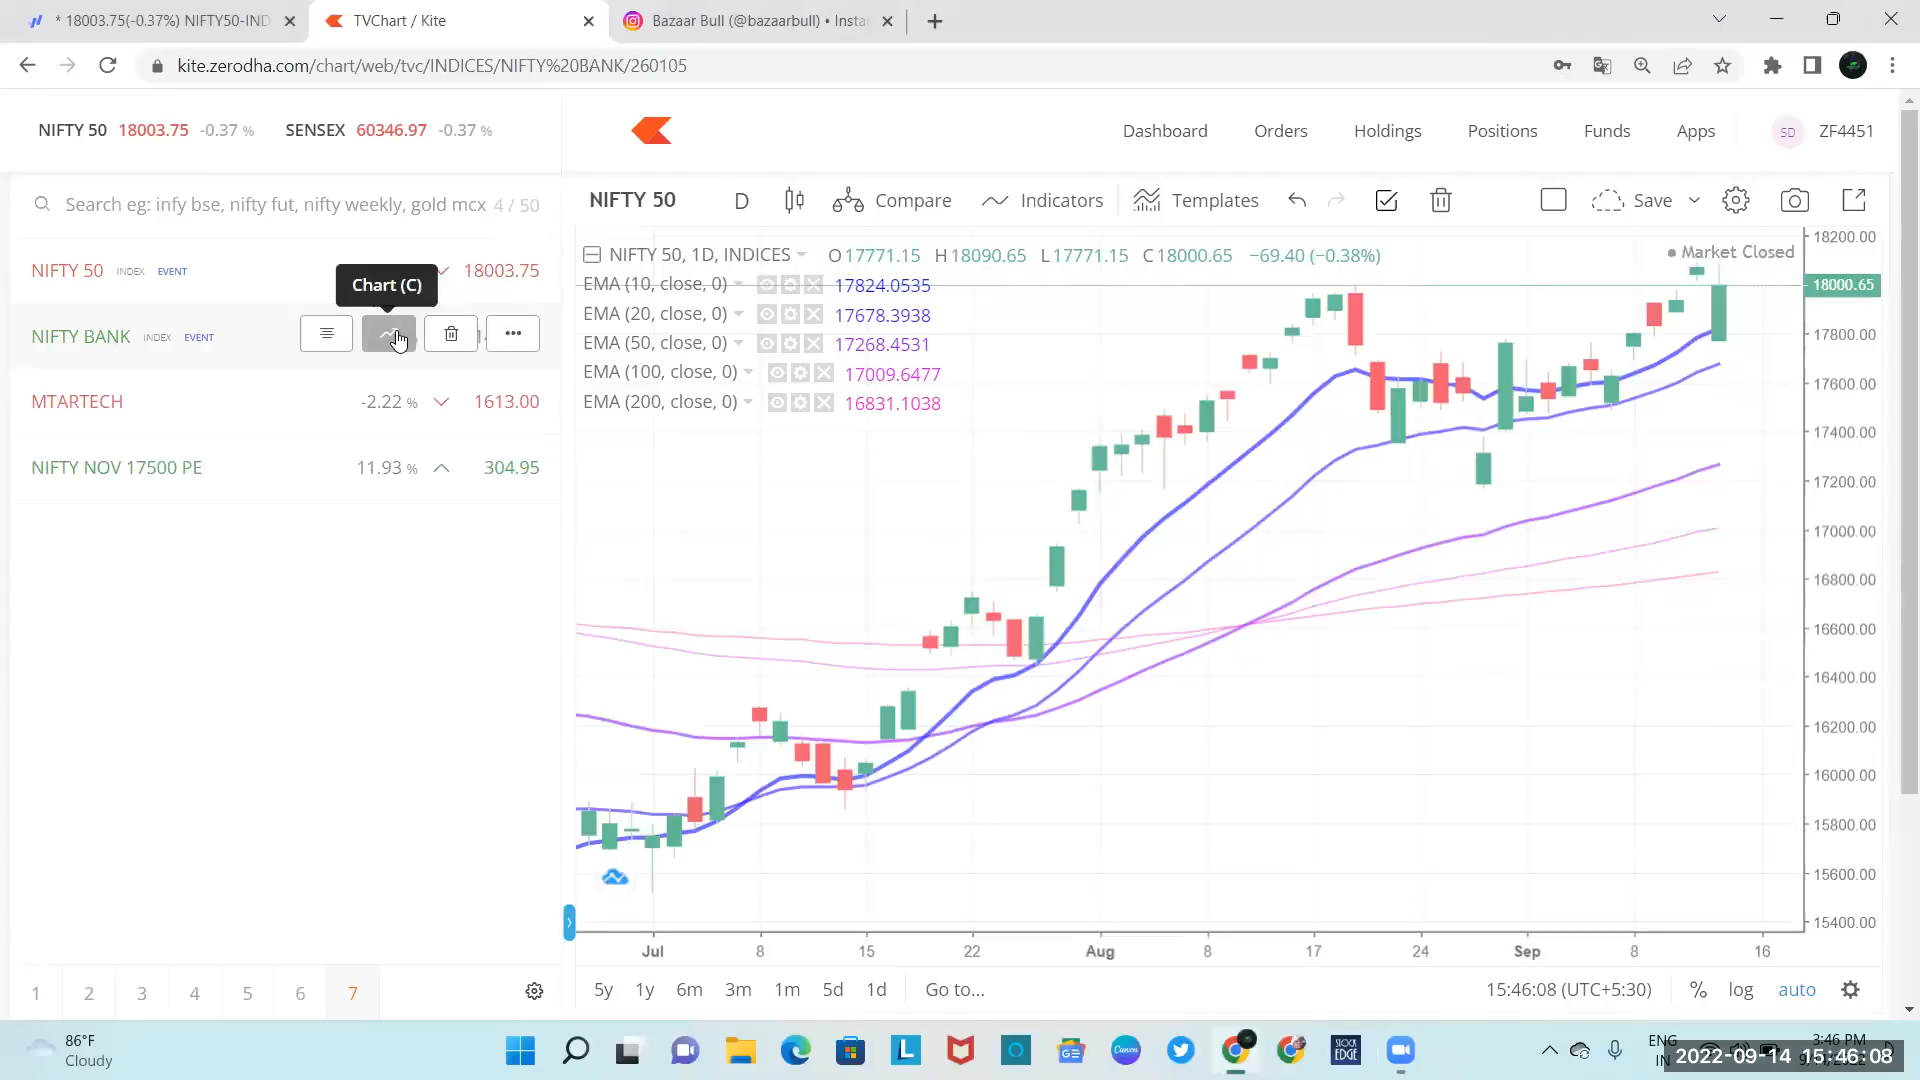 * 18003.75(-0.37%) NIFTY50-IND
TVChart / Kite
Bazaar Bull (@bazaarbull) • Insta
kite.zerodha.com/chart/web/tvc/INDICES/NIFTY%20BANK/260105
NIFTY 50 18003.75 -0.37 % SENSEX 60346.97 -0.37 %
Dashboard Orders Holdings Positions Funds Apps SD ZF4451
Search eg: infy bse, nifty fut, nifty weekly, gold mcx 4 / 50
NIFTY 50 D Compare Indicators Templates Save
NIFTY 50 INDEX EVENT 18003.75
Chart (C)
NIFTY BANK INDEX EVENT
MTARTECH -2.22 % 1613.00
NIFTY NOV 17500 PE 11.93 % 304.95
NIFTY 50, 1D, INDICES O17771.15 H18090.65 L17771.15 C18000.65 −69.40 (−0.38%)
Market Closed
EMA (10, close, 0) 17824.0535
EMA (20, close, 0) 17678.3938
EMA (50, close, 0) 17268.4531
EMA (100, close, 0) 17009.6477
EMA (200, close, 0) 16831.1038
18200.00
18000.65
17800.00
17600.00
17400.00
17200.00
17000.00
16800.00
16600.00
16400.00
16200.00
16000.00
15800.00
15600.00
15400.00
Jul 8 15 22 Aug 8 17 24 Sep 8 16
1 2 3 4 5 6 7
5y 1y 6m 3m 1m 5d 1d Go to... 15:46:08 (UTC+5:30) % log auto
86°F
Cloudy
Canva
STOCK
EDGE
ENG
IN
3:46 PM
2022-09-14 15:46:08